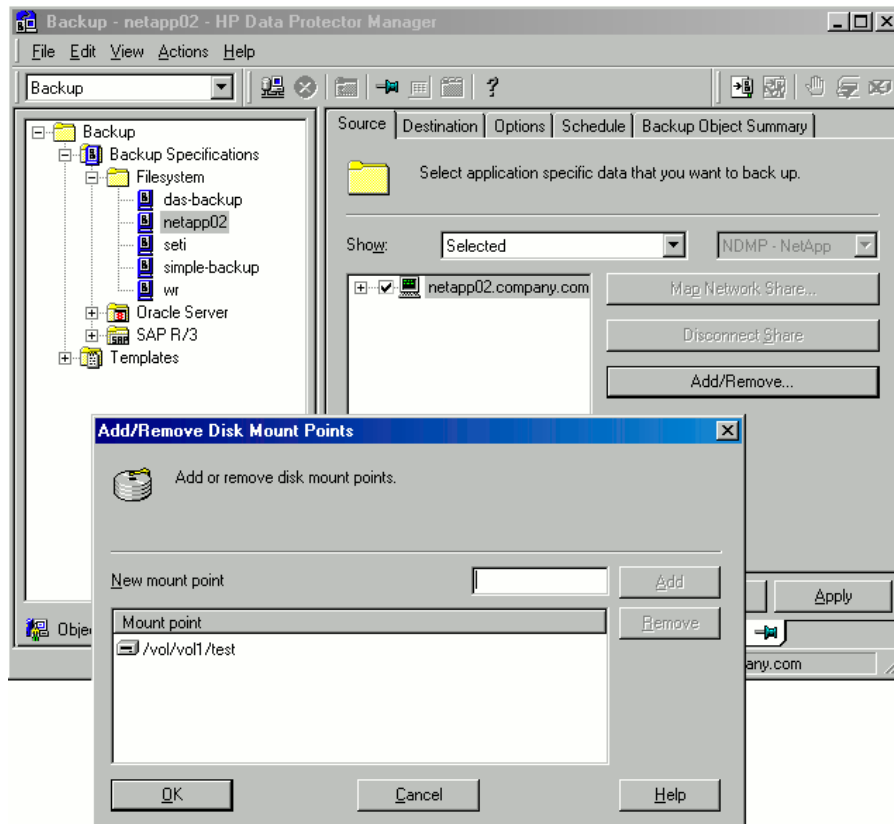 Backup - netapp02 - HP Data Protector Manager
File Edit View Actions Help
Backup
Source Destination Options Schedule Backup Object Summary
Backup
Backup Specifications
Filesystem
das-backup
netapp02
seti
simple-backup
wr
Oracle Server
SAP R/3
Templates
Select application specific data that you want to back up.
Show: Selected NDMP - NetApp
netapp02.company.com
Map Network Share...
Disconnect Share
Add/Remove...
Apply
Obje
any.com
Add/Remove Disk Mount Points
Add or remove disk mount points.
New mount point Add
Mount point Remove
/vol/vol1/test
OK Cancel Help